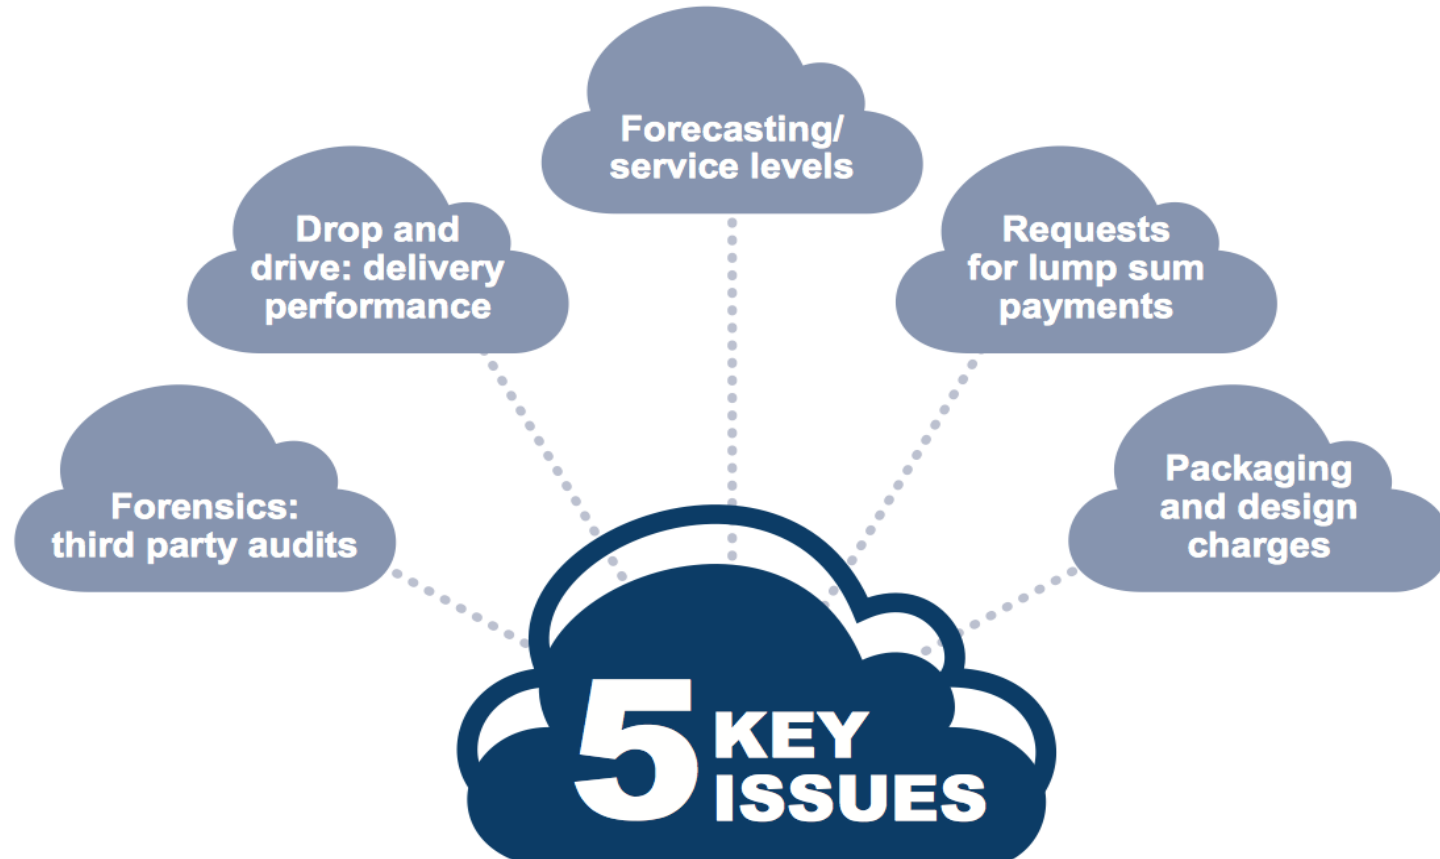 Forecasting/
service levels
Drop and
drive: delivery
performance
Requests
for lump sum
payments
Forensics:
third party audits
Packaging
and design
charges
5 KEY
ISSUES